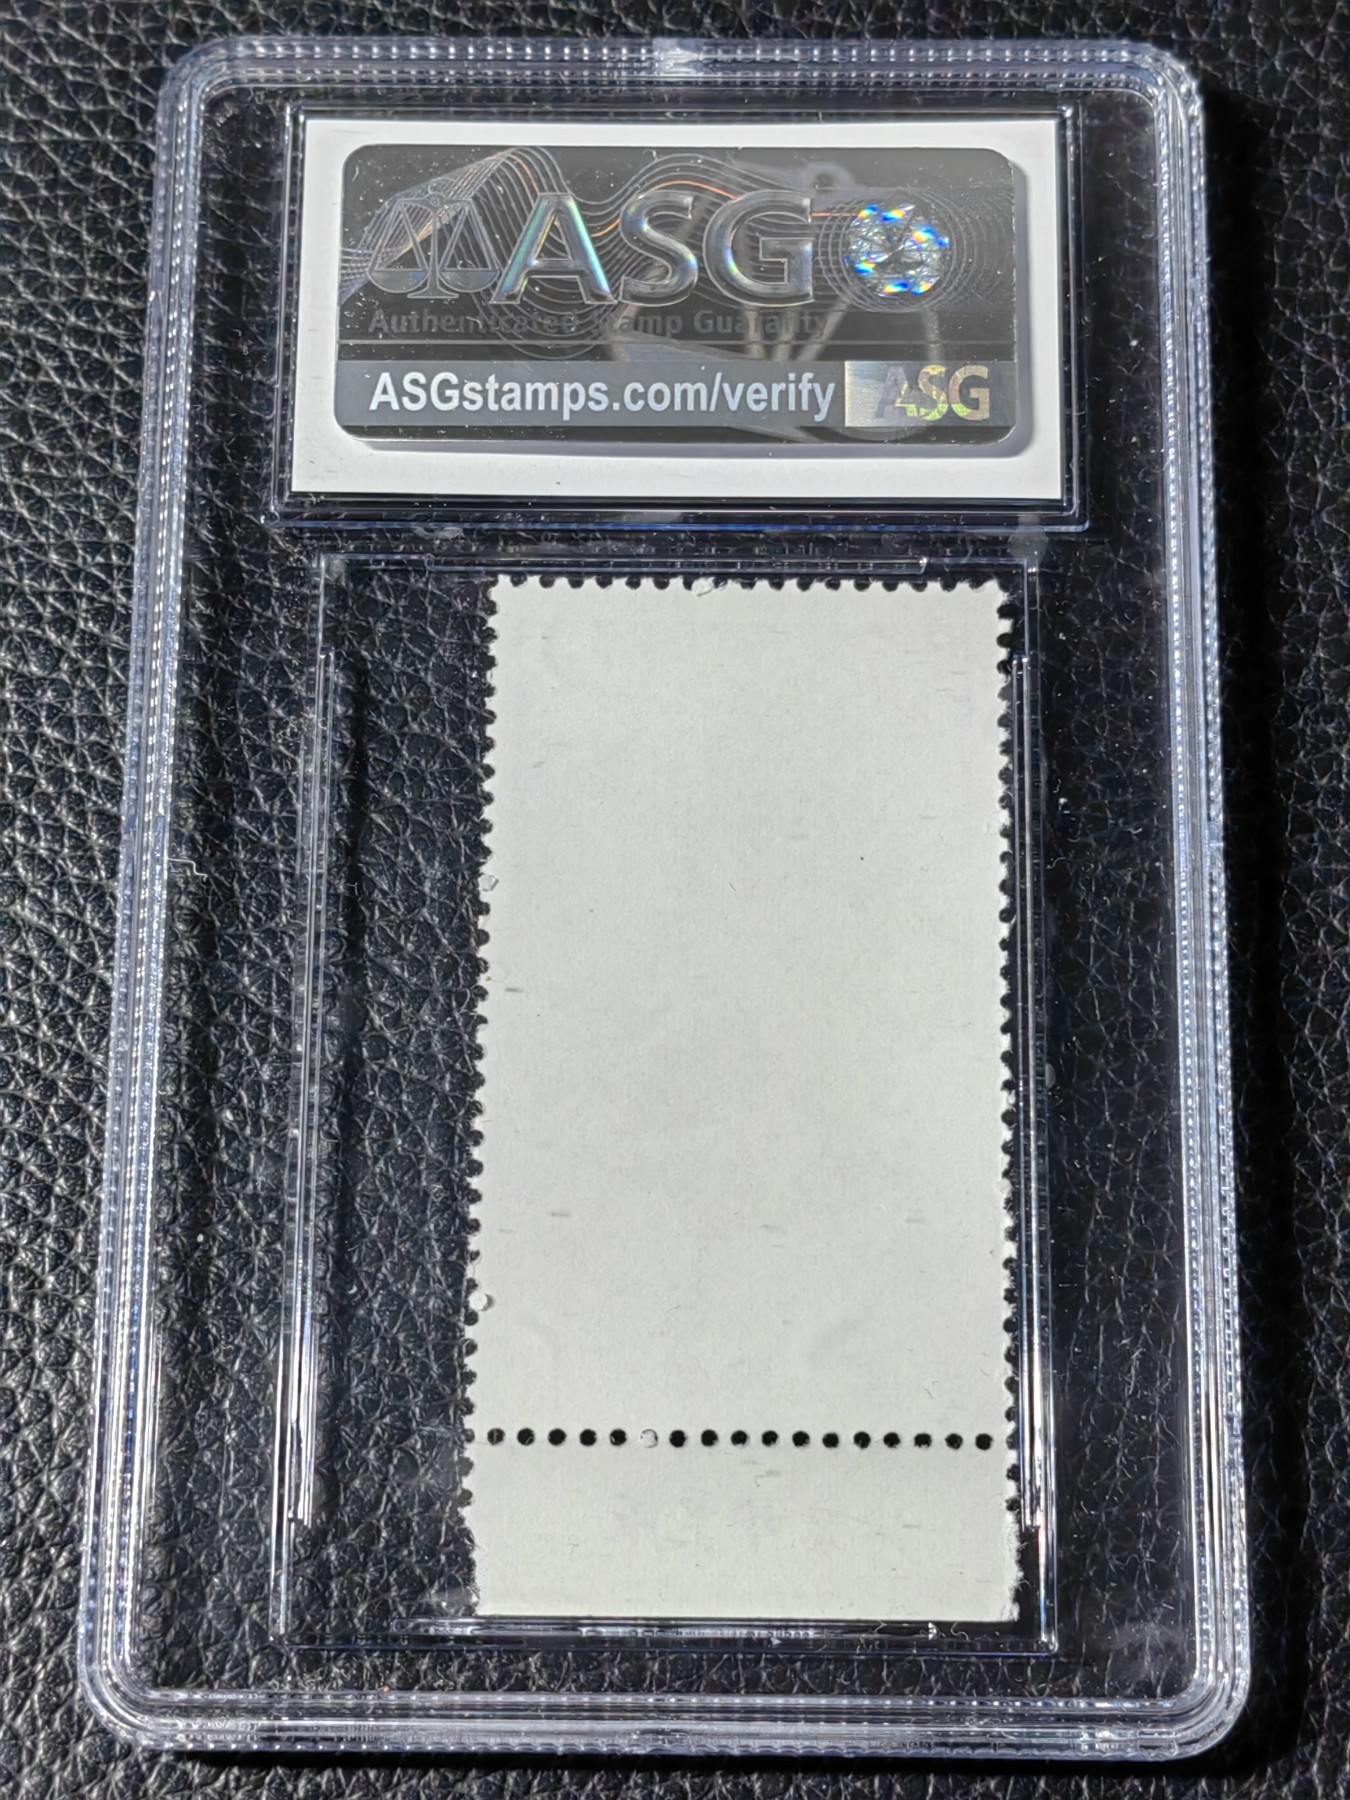 ASG
Authenticated Stamp Guaranty
ASGstamps.com/verify ASG